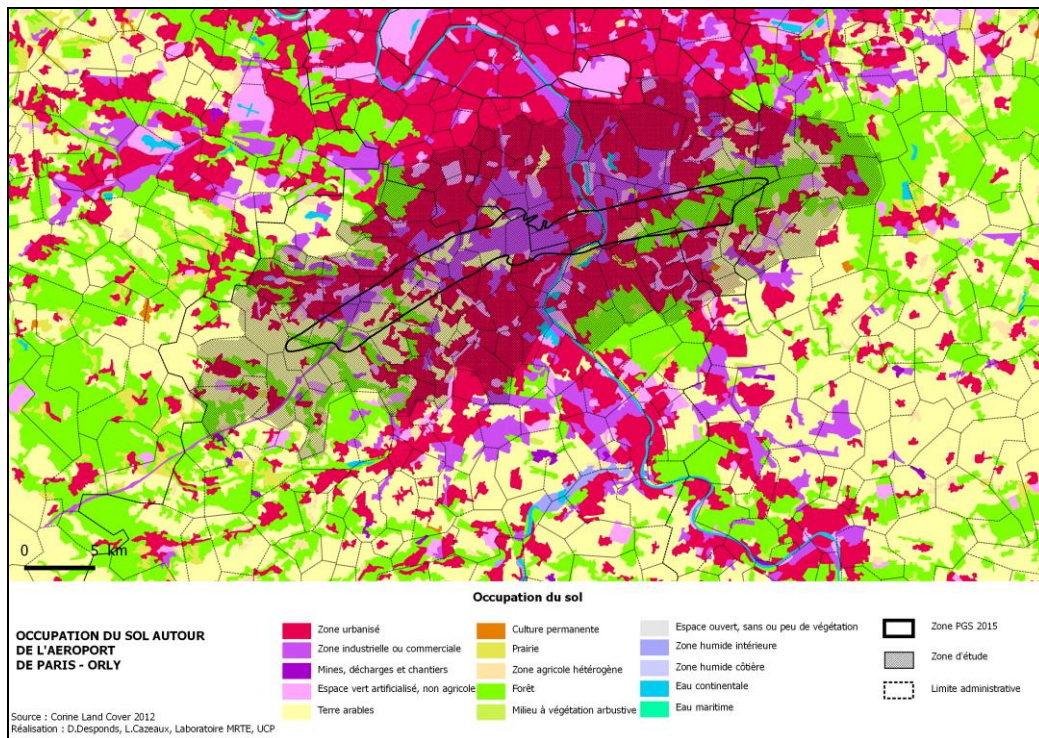 0 5 km
Occupation du sol
OCCUPATION DU SOL AUTOUR
DE L'AEROPORT
DE PARIS - ORLY
Zone urbanisé
Zone industrielle ou commerciale
Mines, décharges et chantiers
Espace vert artificialisé, non agricole
Terre arables
Culture permanente
Prairie
Zone agricole hétérogène
Forêt
Milieu à végétation arbustive
Espace ouvert, sans ou peu de végétation
Zone humide intérieure
Zone humide côtière
Eau continentale
Eau maritime
Zone PGS 2015
Zone d'étude
Limite administrative
Source : Corine Land Cover 2012
Réalisation : D.Desponds, L.Cazeaux, Laboratoire MRTE, UCP